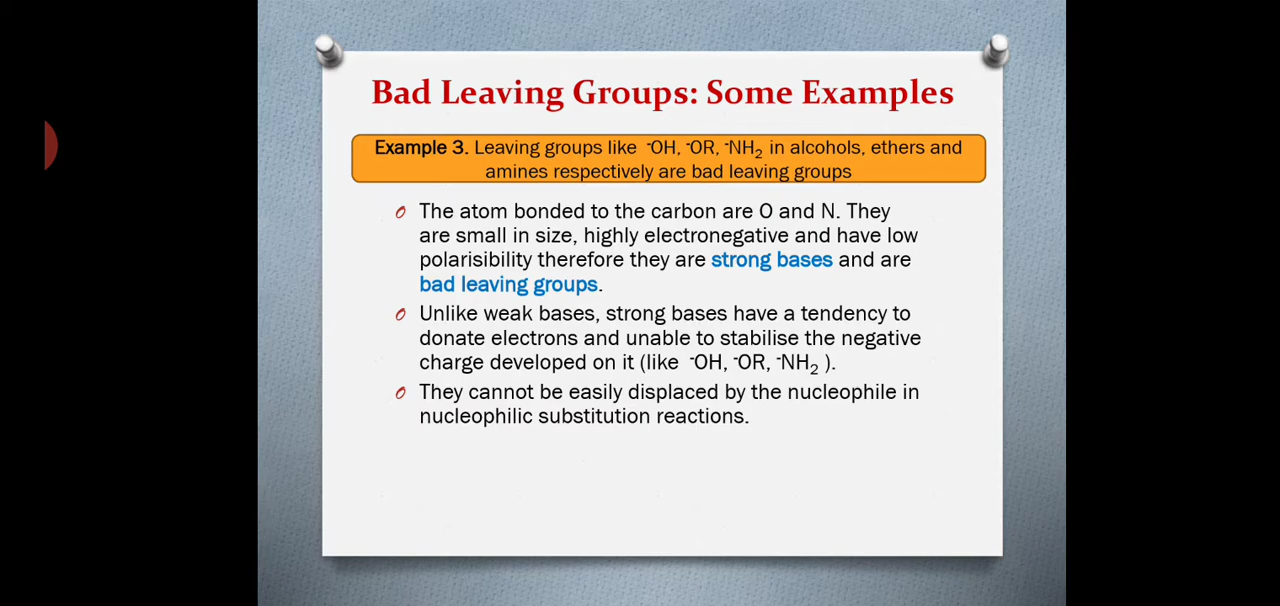 Bad Leaving Groups: Some Examples
Example 3. Leaving groups like ⁻OH, ⁻OR, ⁻NH₂ in alcohols, ethers and
amines respectively are bad leaving groups
The atom bonded to the carbon are O and N. They
are small in size, highly electronegative and have low
polarisibility therefore they are strong bases and are
bad leaving groups.
Unlike weak bases, strong bases have a tendency to
donate electrons and unable to stabilise the negative
charge developed on it (like ⁻OH, ⁻OR, ⁻NH₂ ).
They cannot be easily displaced by the nucleophile in
nucleophilic substitution reactions.